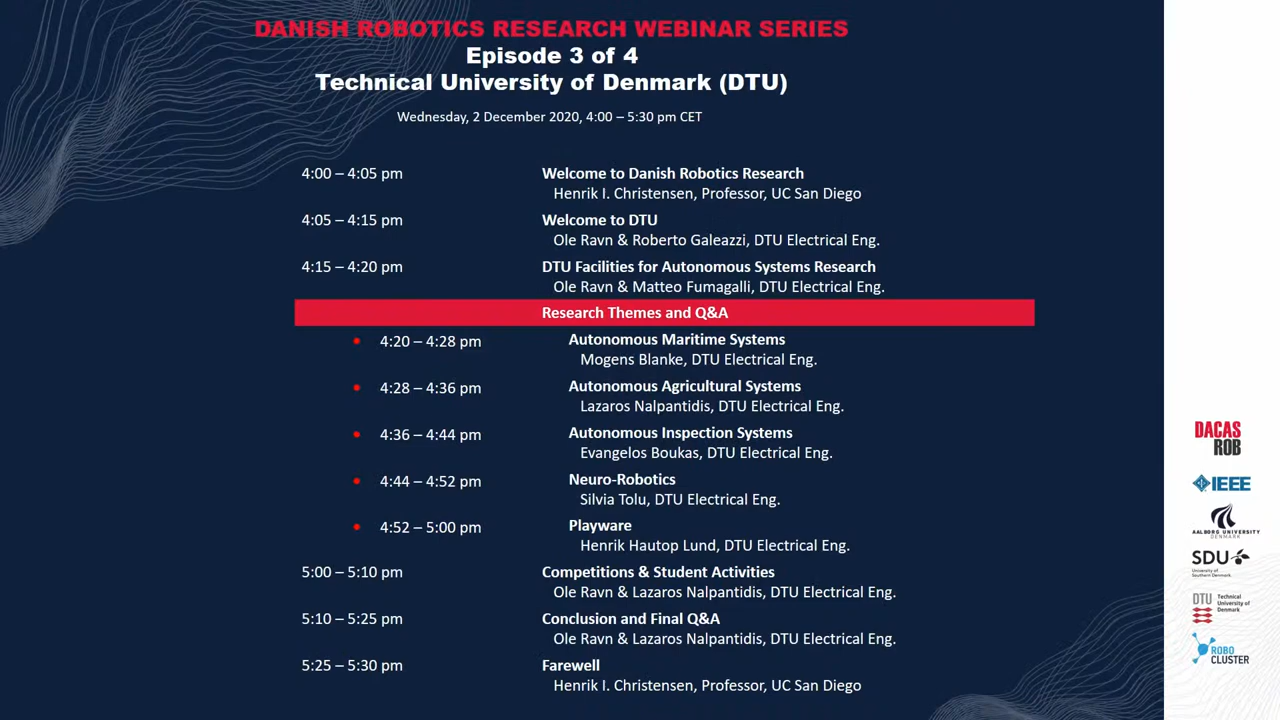 DANISH ROBOTICS RESEARCH WEBINAR SERIES
Episode 3 of 4
Technical University of Denmark (DTU)
Wednesday, 2 December 2020, 4:00 – 5:30 pm CET
4:00 – 4:05 pm Welcome to Danish Robotics Research
Henrik I. Christensen, Professor, UC San Diego
4:05 – 4:15 pm Welcome to DTU
Ole Ravn & Roberto Galeazzi, DTU Electrical Eng.
4:15 – 4:20 pm DTU Facilities for Autonomous Systems Research
Ole Ravn & Matteo Fumagalli, DTU Electrical Eng.
Research Themes and Q&A
• 4:20 – 4:28 pm Autonomous Maritime Systems
Mogens Blanke, DTU Electrical Eng.
• 4:28 – 4:36 pm Autonomous Agricultural Systems
Lazaros Nalpantidis, DTU Electrical Eng.
• 4:36 – 4:44 pm Autonomous Inspection Systems
Evangelos Boukas, DTU Electrical Eng.
• 4:44 – 4:52 pm Neuro-Robotics
Silvia Tolu, DTU Electrical Eng.
• 4:52 – 5:00 pm Playware
Henrik Hautop Lund, DTU Electrical Eng.
5:00 – 5:10 pm Competitions & Student Activities
Ole Ravn & Lazaros Nalpantidis, DTU Electrical Eng.
5:10 – 5:25 pm Conclusion and Final Q&A
Ole Ravn & Lazaros Nalpantidis, DTU Electrical Eng.
5:25 – 5:30 pm Farewell
Henrik I. Christensen, Professor, UC San Diego
DACAS
ROB
IEEE
AALBORG UNIVERSITY
DENMARK
SDU
University of
Southern Denmark
DTU Technical
University of
Denmark
ROBO
CLUSTER